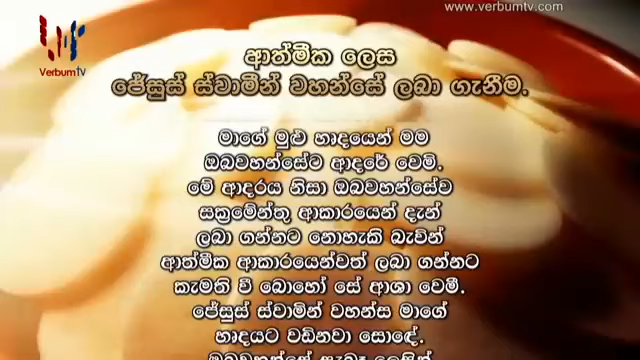 www.verbumtv.com
VerbumTV
ආත්මීක ලෙස
ජේසුස් ස්වාමීන් වහන්සේ ලබා ගැනීම.
මාගේ මුළු හෘදයෙන් මම
ඔබවහන්සේට ආදරේ වෙමි.
මේ ආදරය නිසා ඔබවහන්සේව
සක්‍රමේන්තු ආකාරයෙන් දැන්
ලබා ගන්නට නොහැකි බැවින්
ආත්මීක ආකාරයෙන්වත් ලබා ගන්නට
කැමති වී බොහෝ සේ ආශා වෙමී.
ජේසුස් ස්වාමින් වහන්ස මාගේ
හෘදයට වඩිනවා සොඳේ.